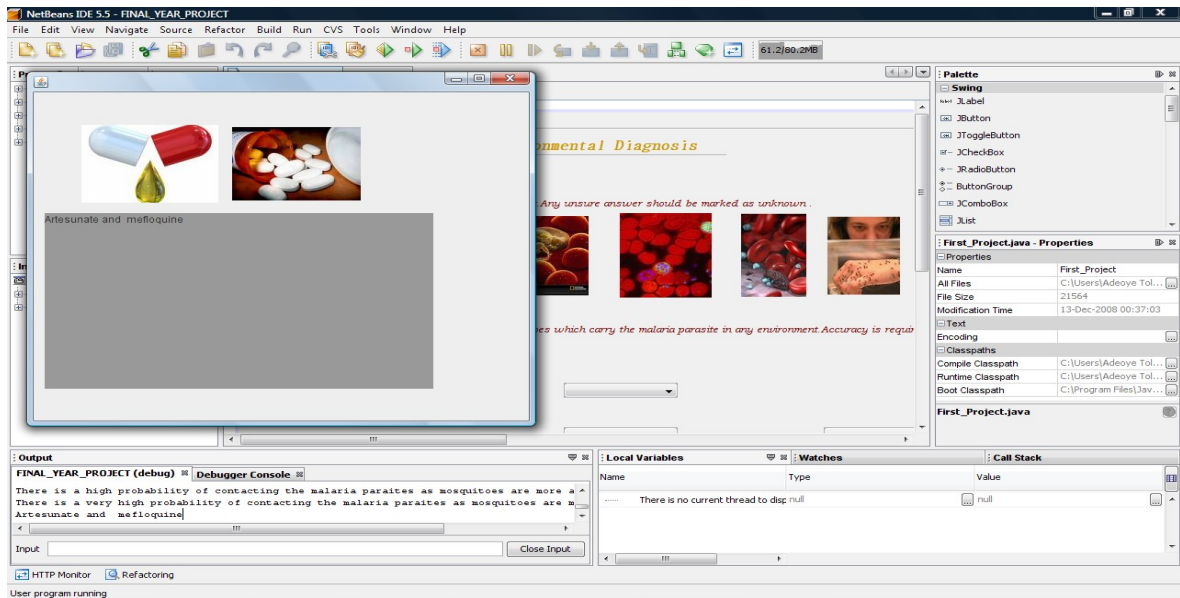 NetBeans IDE 5.5 - FINAL_YEAR_PROJECT
File Edit View Navigate Source Refactor Build Run CVS Tools Window Help
61.2/80.2MB
Artesunate and mefloquine
onmental Diagnosis
Any unsure answer should be marked as unknown .
es which carry the malaria parasite in any environment.Accuracy is requir
Palette
Swing
JLabel
JButton
JToggleButton
JCheckBox
JRadioButton
ButtonGroup
JComboBox
JList
First_Project.java - Properties
Properties
Name First_Project
All Files C:\Users\Adeoye Tol...
File Size 21564
Modification Time 13-Dec-2008 00:37:03
Text
Encoding
Classpaths
Compile Classpath C:\Users\Adeoye Tol...
Runtime Classpath C:\Users\Adeoye Tol...
Boot Classpath C:\Program Files\Jav...
First_Project.java
Output
FINAL_YEAR_PROJECT (debug) Debugger Console
There is a high probability of contacting the malaria paraites as mosquitoes are more a
There is a very high probability of contacting the malaria paraites as mosquitoes are m
Artesunate and mefloquine
Input Close Input
Local Variables Watches Call Stack
Name Type Value
There is no current thread to disp null null
HTTP Monitor Refactoring
User program running